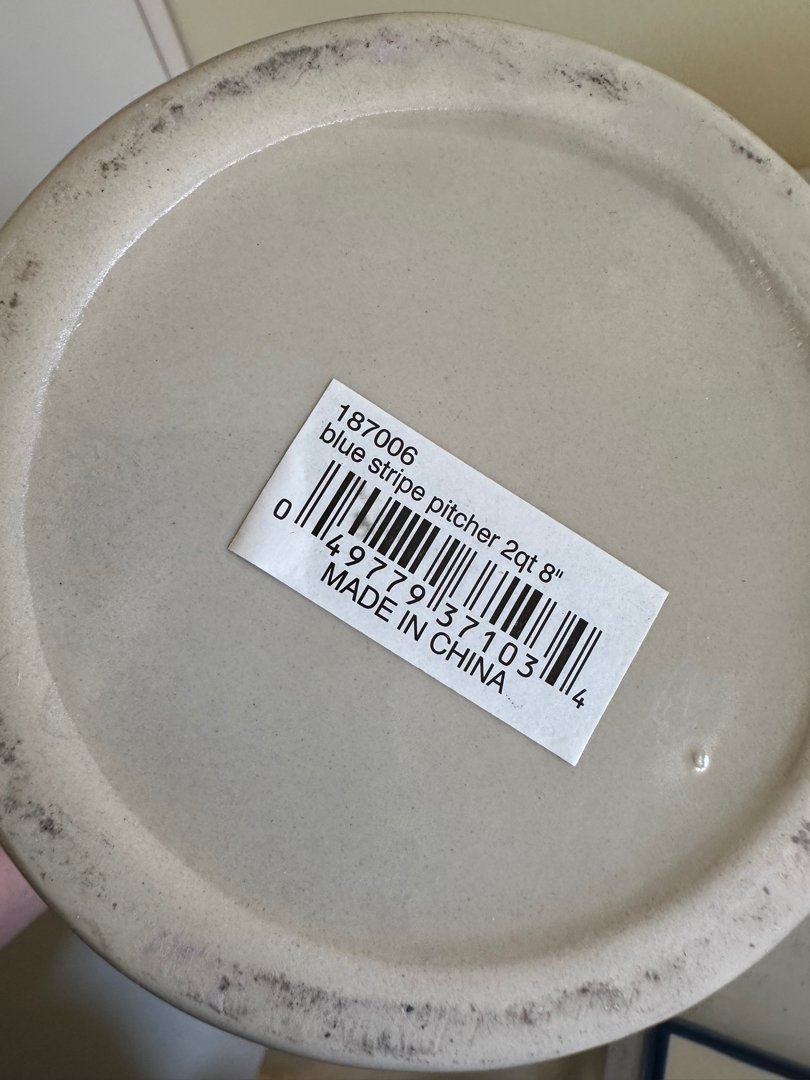 187006
blue stripe pitcher 2qt 8"
0 49779 37103 4
MADE IN CHINA